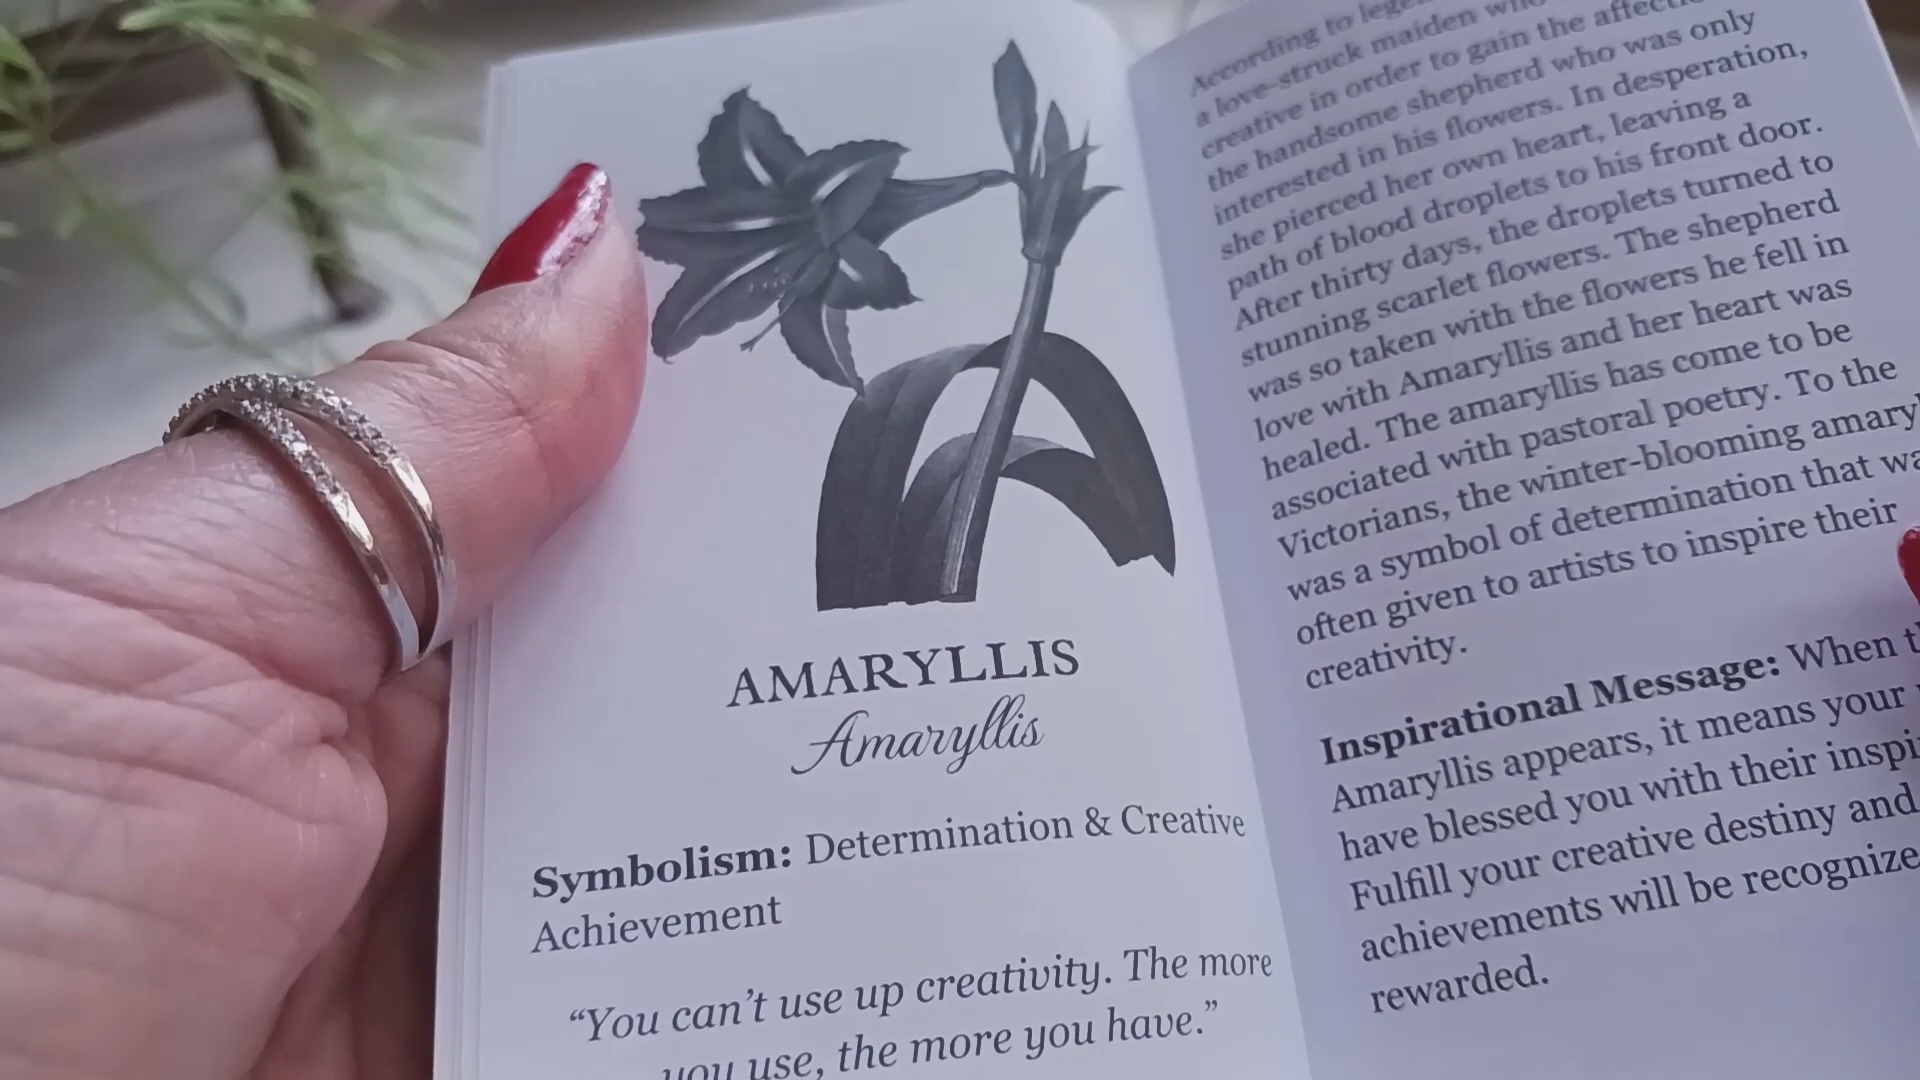 AMARYLLIS
Amaryllis
Symbolism: Determination & Creative
Achievement
“You can’t use up creativity. The more
you use, the more you have.”
According to
a love-struck maiden
creative in order to gain the
the handsome shepherd who was only
interested in his flowers. In desperation,
she pierced her own heart, leaving a
path of blood droplets to his front door.
After thirty days, the droplets turned to
stunning scarlet flowers. The shepherd
was so taken with the flowers he fell in
love with Amaryllis and her heart was
healed. The amaryllis has come to be
associated with pastoral poetry. To the
Victorians, the winter-blooming
was a symbol of determination that
often given to artists to inspire their
creativity.
Inspirational Message: When
Amaryllis appears, it means your
have blessed you with their
Fulfill your creative destiny and
achievements will be
rewarded.